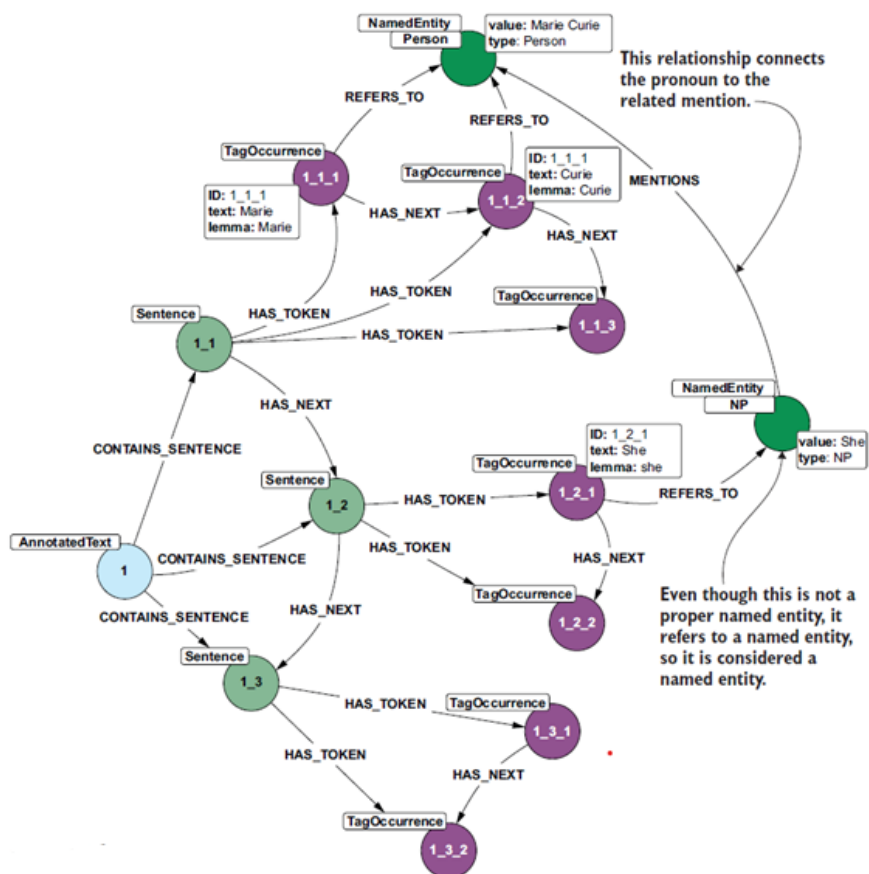 NamedEntity
Person
value: Marie Curie
type: Person
This relationship connects
the pronoun to the
related mention.
REFERS_TO
REFERS_TO
TagOccurrence
1_1_1
ID: 1_1_1
text: Marie
lemma: Marie
TagOccurrence
1_1_2
ID: 1_1_1
text: Curie
lemma: Curie
MENTIONS
HAS_NEXT
HAS_NEXT
HAS_TOKEN
HAS_TOKEN
HAS_TOKEN
TagOccurrence
1_1_3
Sentence
1_1
HAS_NEXT
CONTAINS_SENTENCE
NamedEntity
NP
value: She
type: NP
ID: 1_2_1
text: She
lemma: she
TagOccurrence
1_2_1
REFERS_TO
Sentence
1_2
HAS_TOKEN
HAS_TOKEN
HAS_NEXT
AnnotatedText
1
CONTAINS_SENTENCE
CONTAINS_SENTENCE
HAS_NEXT
TagOccurrence
1_2_2
Even though this is not a
proper named entity, it
refers to a named entity,
so it is considered a
named entity.
Sentence
1_3
HAS_TOKEN
HAS_TOKEN
TagOccurrence
1_3_1
HAS_NEXT
TagOccurrence
1_3_2